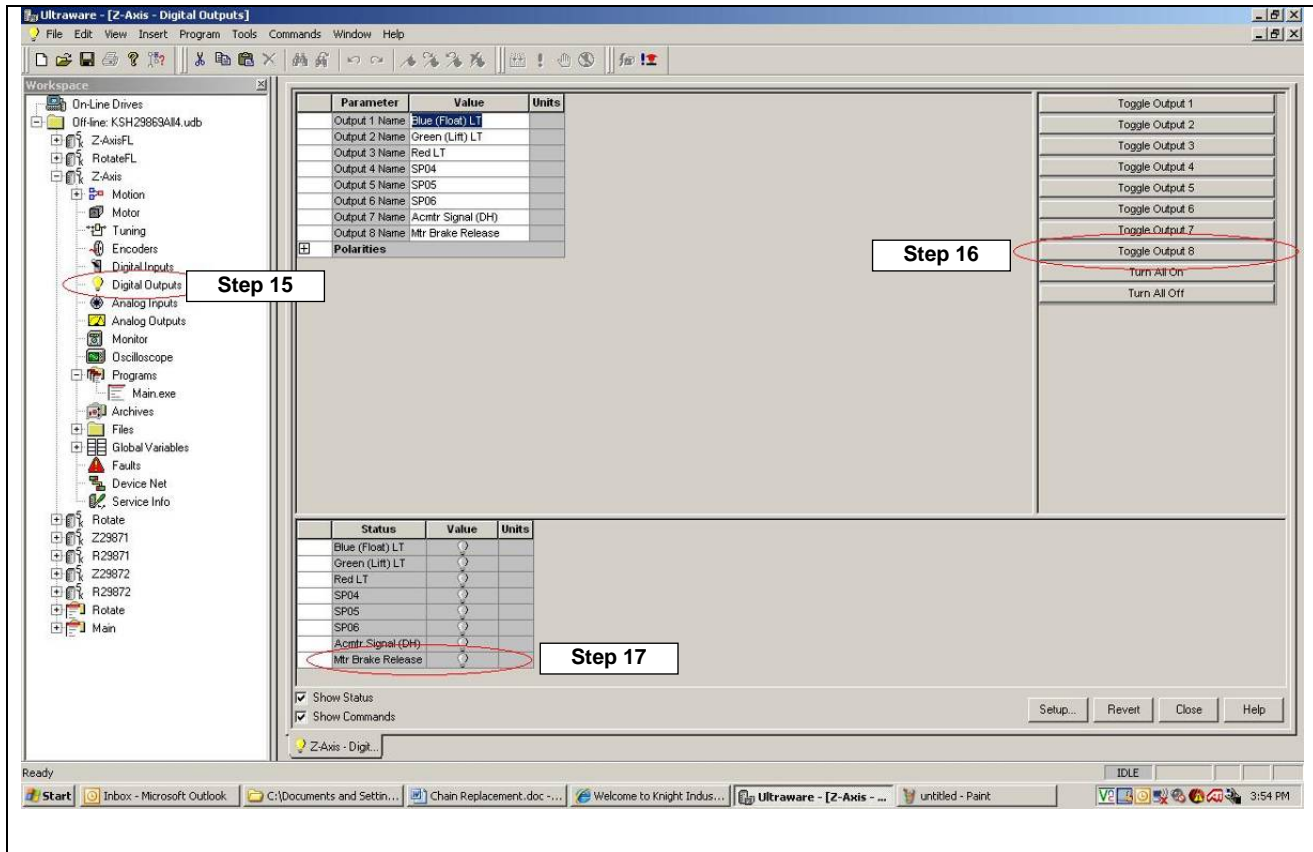 Ultraware - [Z-Axis - Digital Outputs]
File Edit View Insert Program Tools Commands Window Help
Workspace
On-Line Drives
Off-line: KSH29869All4.udb
Z-AxisFL
RotateFL
Z-Axis
Motion
Motor
Tuning
Encoders
Digital Inputs
Digital Outputs
Step 15
Analog Inputs
Analog Outputs
Monitor
Oscilloscope
Programs
Main.exe
Archives
Files
Global Variables
Faults
Device Net
Service Info
Rotate
Z29871
R29871
Z29872
R29872
Rotate
Main
Parameter Value Units
Output 1 Name Blue (Float) LT
Output 2 Name Green (Lift) LT
Output 3 Name Red LT
Output 4 Name SP04
Output 5 Name SP05
Output 6 Name SP06
Output 7 Name Acmtr Signal (DH)
Output 8 Name Mtr Brake Release
Polarities
Toggle Output 1
Toggle Output 2
Toggle Output 3
Toggle Output 4
Toggle Output 5
Toggle Output 6
Toggle Output 7
Step 16
Toggle Output 8
Turn All On
Turn All Off
Status Value Units
Blue (Float) LT
Green (Lift) LT
Red LT
SP04
SP05
SP06
Acmtr Signal (DH)
Mtr Brake Release
Step 17
Show Status
Show Commands
Setup... Revert Close Help
Z-Axis - Digit...
Ready IDLE
Start Inbox - Microsoft Outlook C:\Documents and Settin... Chain Replacement.doc -... Welcome to Knight Indus... Ultraware - [Z-Axis - ... untitled - Paint 3:54 PM